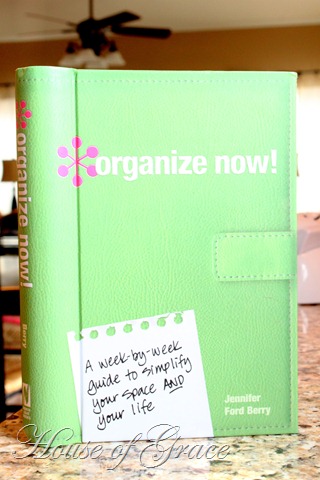 organize now!
organize now!
Berry
A week-by-week
guide to simplify
your space AND
your life
Jennifer
Ford Berry
House of Grace